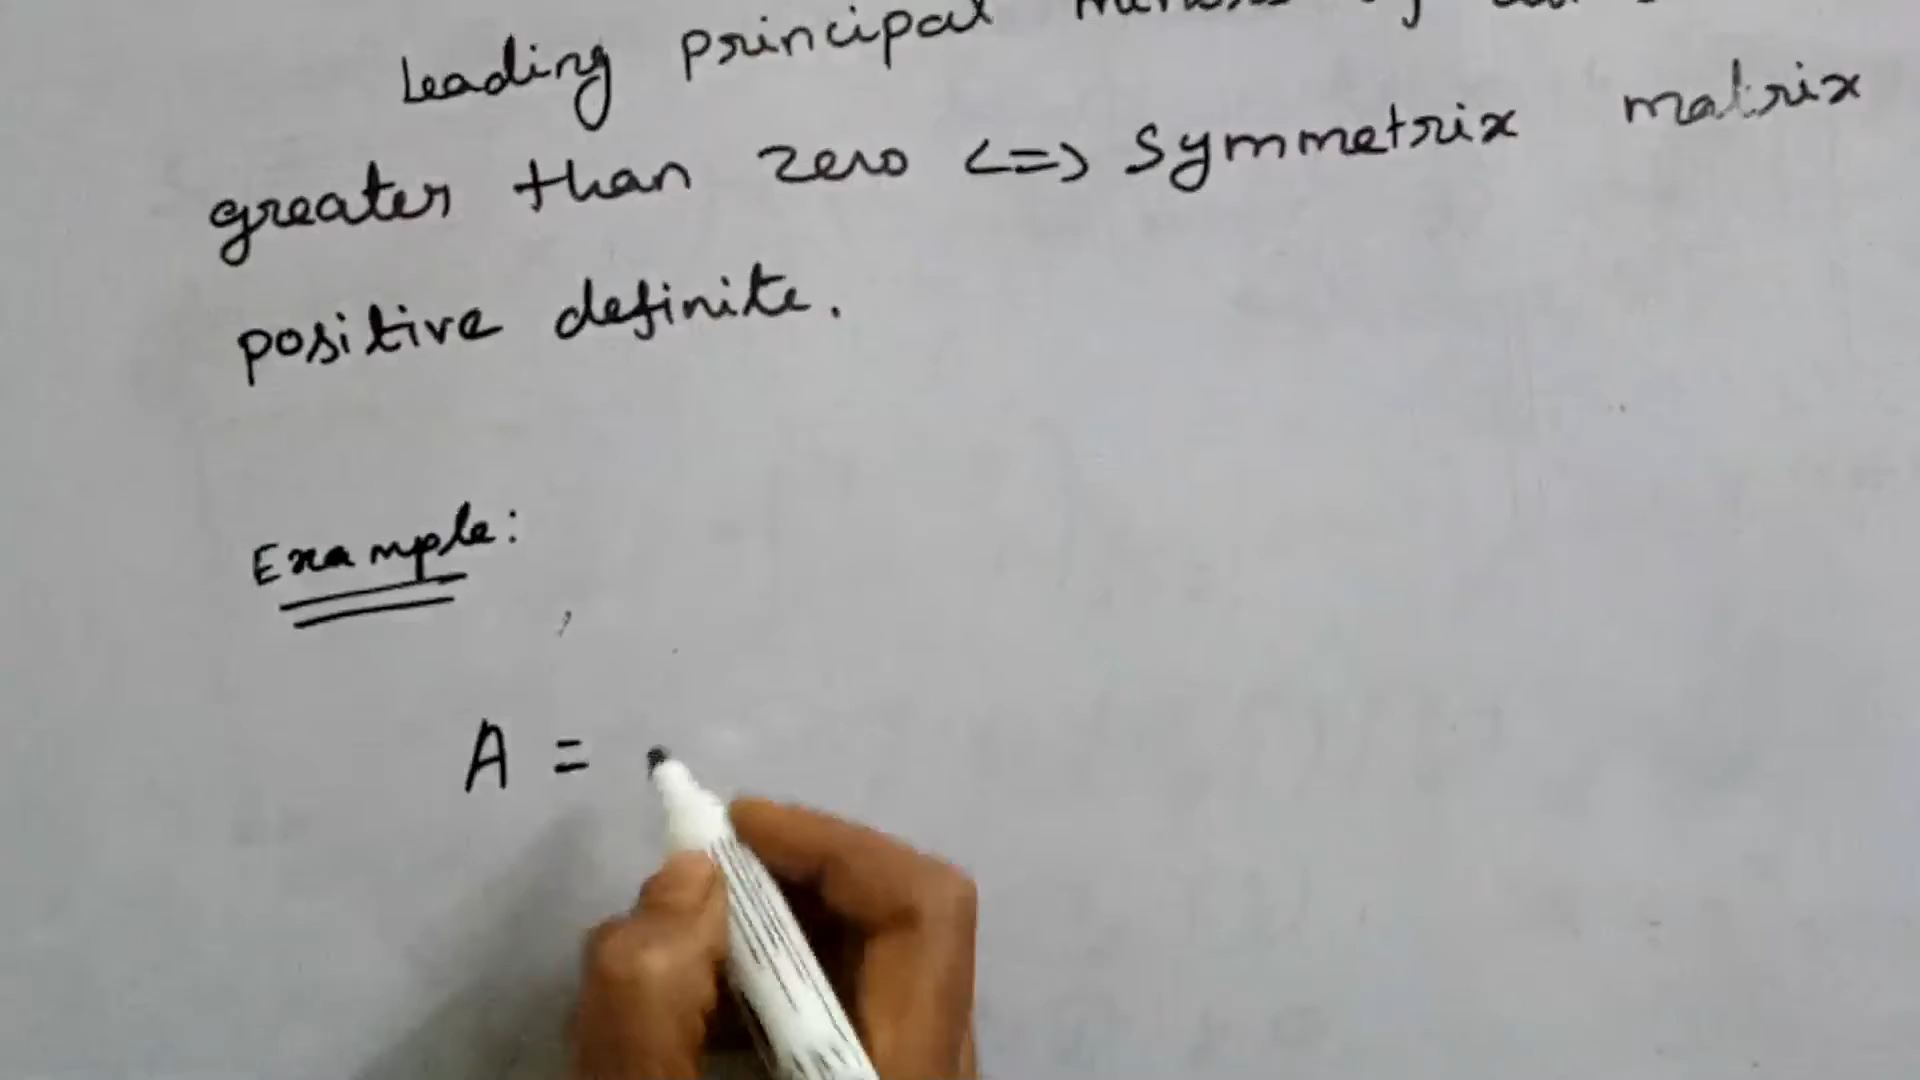 Leading principal
greater than zero <=> Symmetrix matrix
positive definite.
Example:
A =